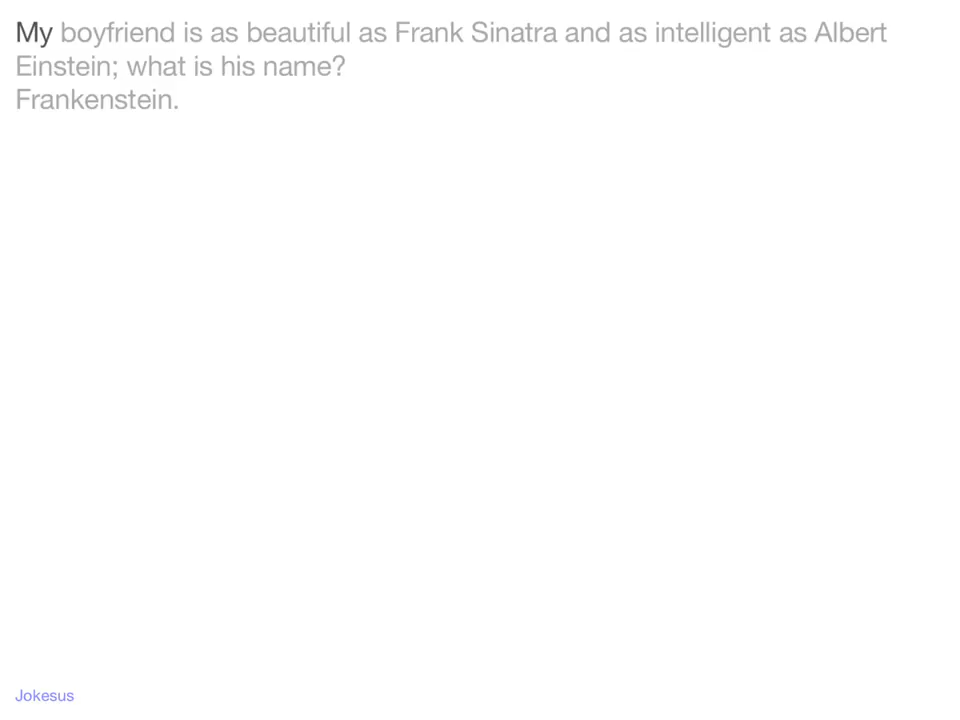 My boyfriend is as beautiful as Frank Sinatra and as intelligent as Albert
Einstein; what is his name?
Frankenstein.
Jokesus